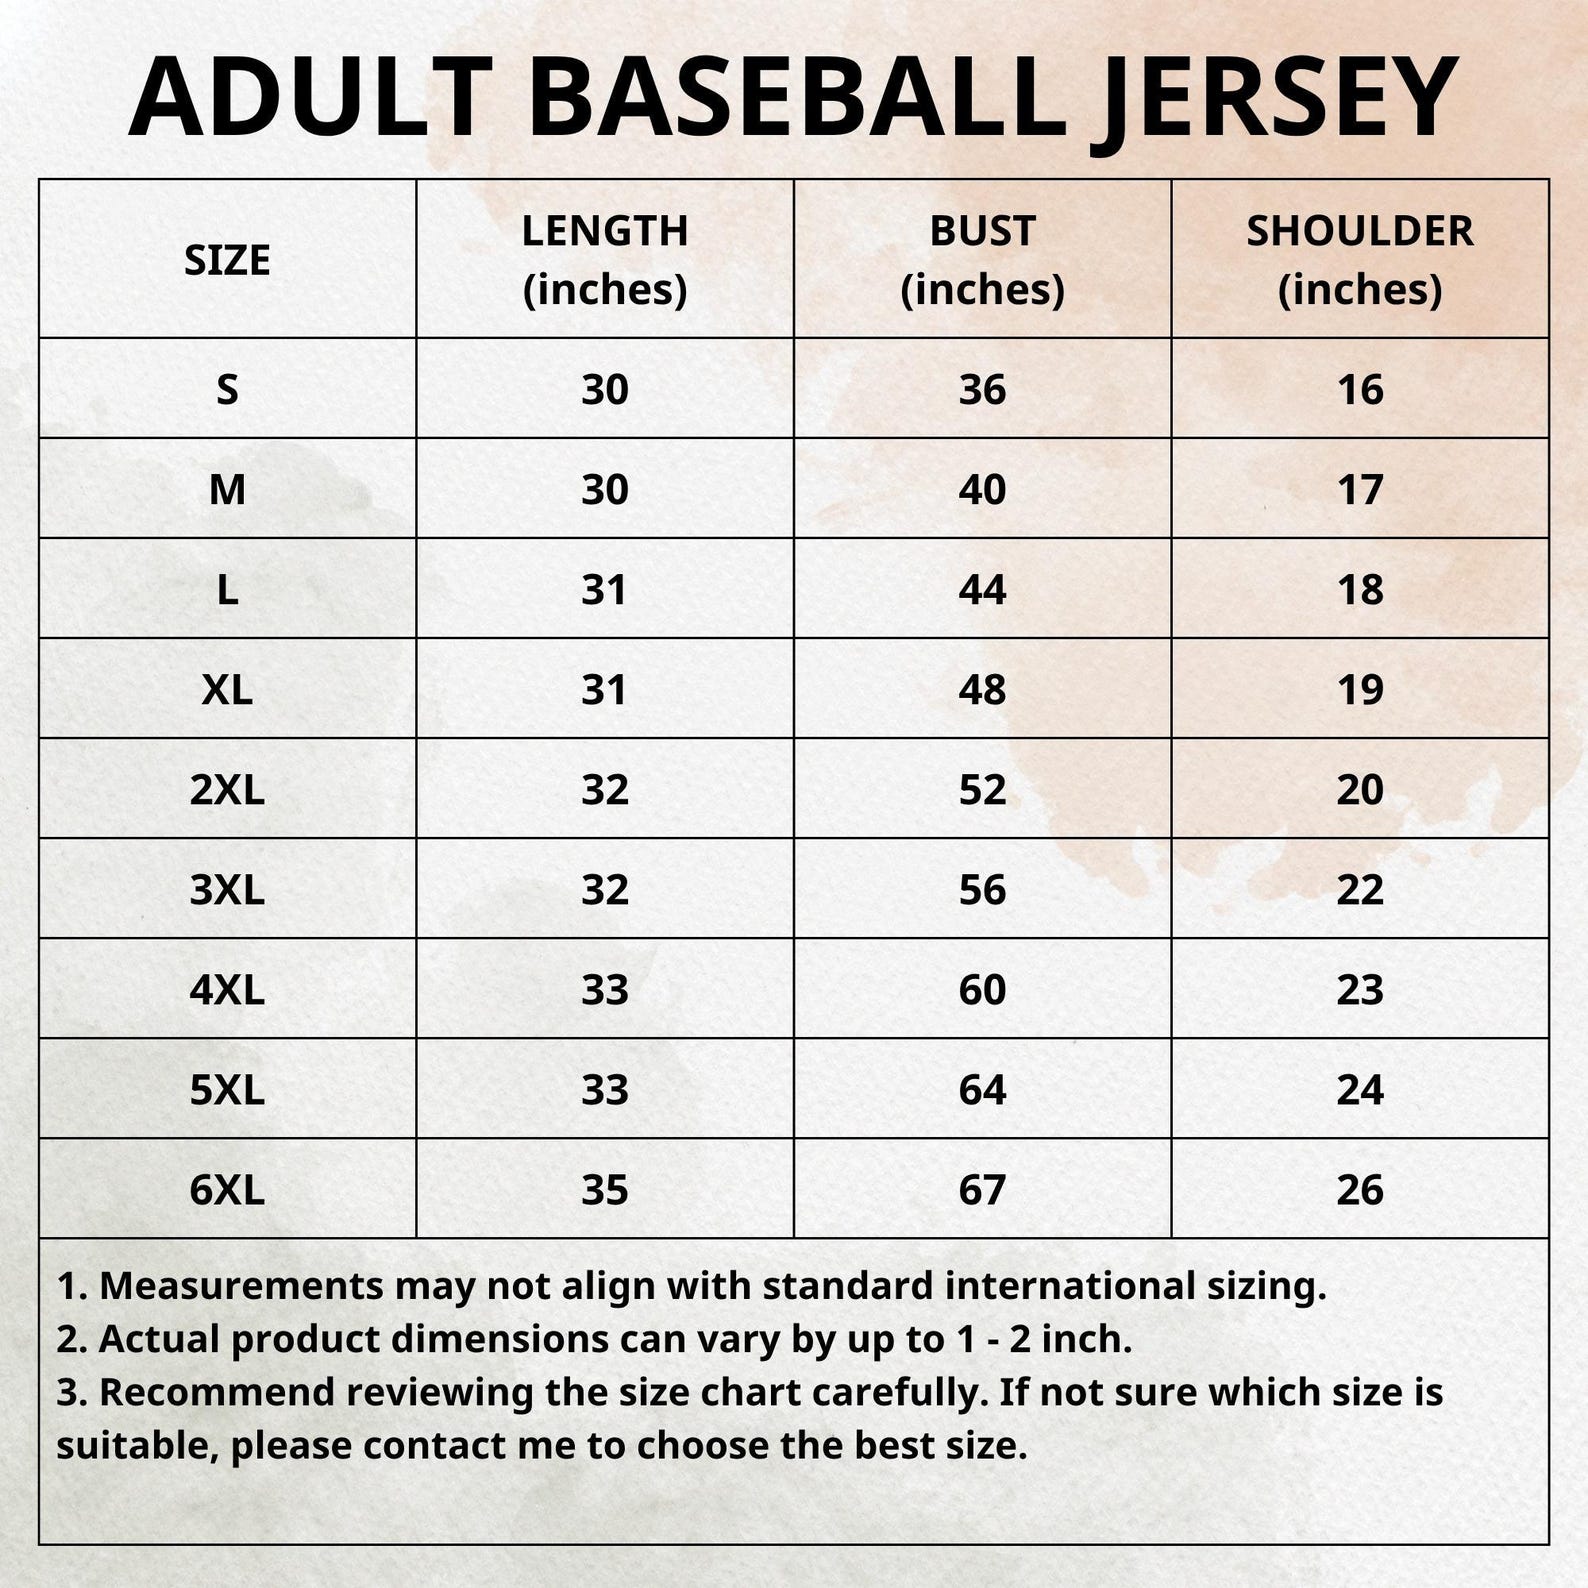 ADULT BASEBALL JERSEY
SIZE LENGTH (inches) BUST (inches) SHOULDER (inches)
S 30 36 16
M 30 40 17
L 31 44 18
XL 31 48 19
2XL 32 52 20
3XL 32 56 22
4XL 33 60 23
5XL 33 64 24
6XL 35 67 26
1. Measurements may not align with standard international sizing.
2. Actual product dimensions can vary by up to 1 - 2 inch.
3. Recommend reviewing the size chart carefully. If not sure which size is
suitable, please contact me to choose the best size.